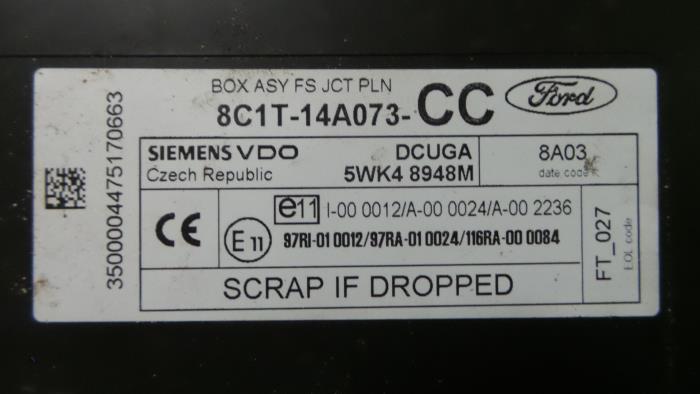 BOX ASY FS JCT PLN
8C1T-14A073-CC
Ford
SIEMENS VDO
Czech Republic
DCUGA
5WK4 8948M
8A03
date code
3500004475170663
CE
E11
e11 I-00 0012/A-00 0024/A-00 2236
97RI-01 0012/97RA-01 0024/116RA-00 0084
FT_027
EOL code
SCRAP IF DROPPED